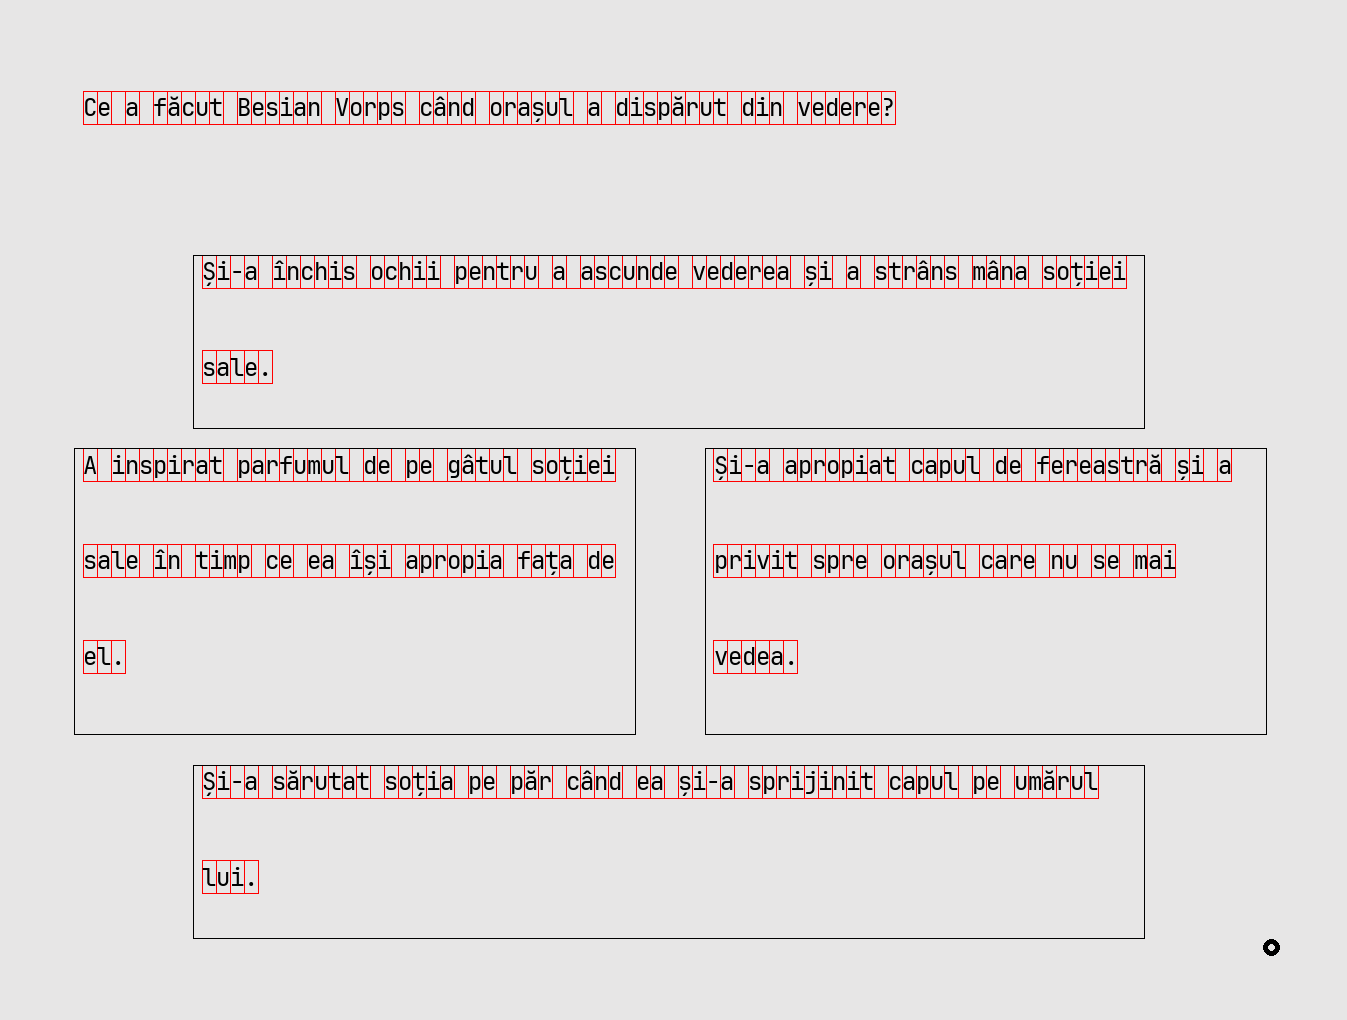 Ce a făcut Besian Vorps când orașul a dispărut din vedere?
Și-a închis ochii pentru a ascunde vederea și a strâns mâna soției
sale.
A inspirat parfumul de pe gâtul soției
sale în timp ce ea își apropia fața de
el.
Și-a apropiat capul de fereastră și a
privit spre orașul care nu se mai
vedea.
Și-a sărutat soția pe păr când ea și-a sprijinit capul pe umărul
lui.